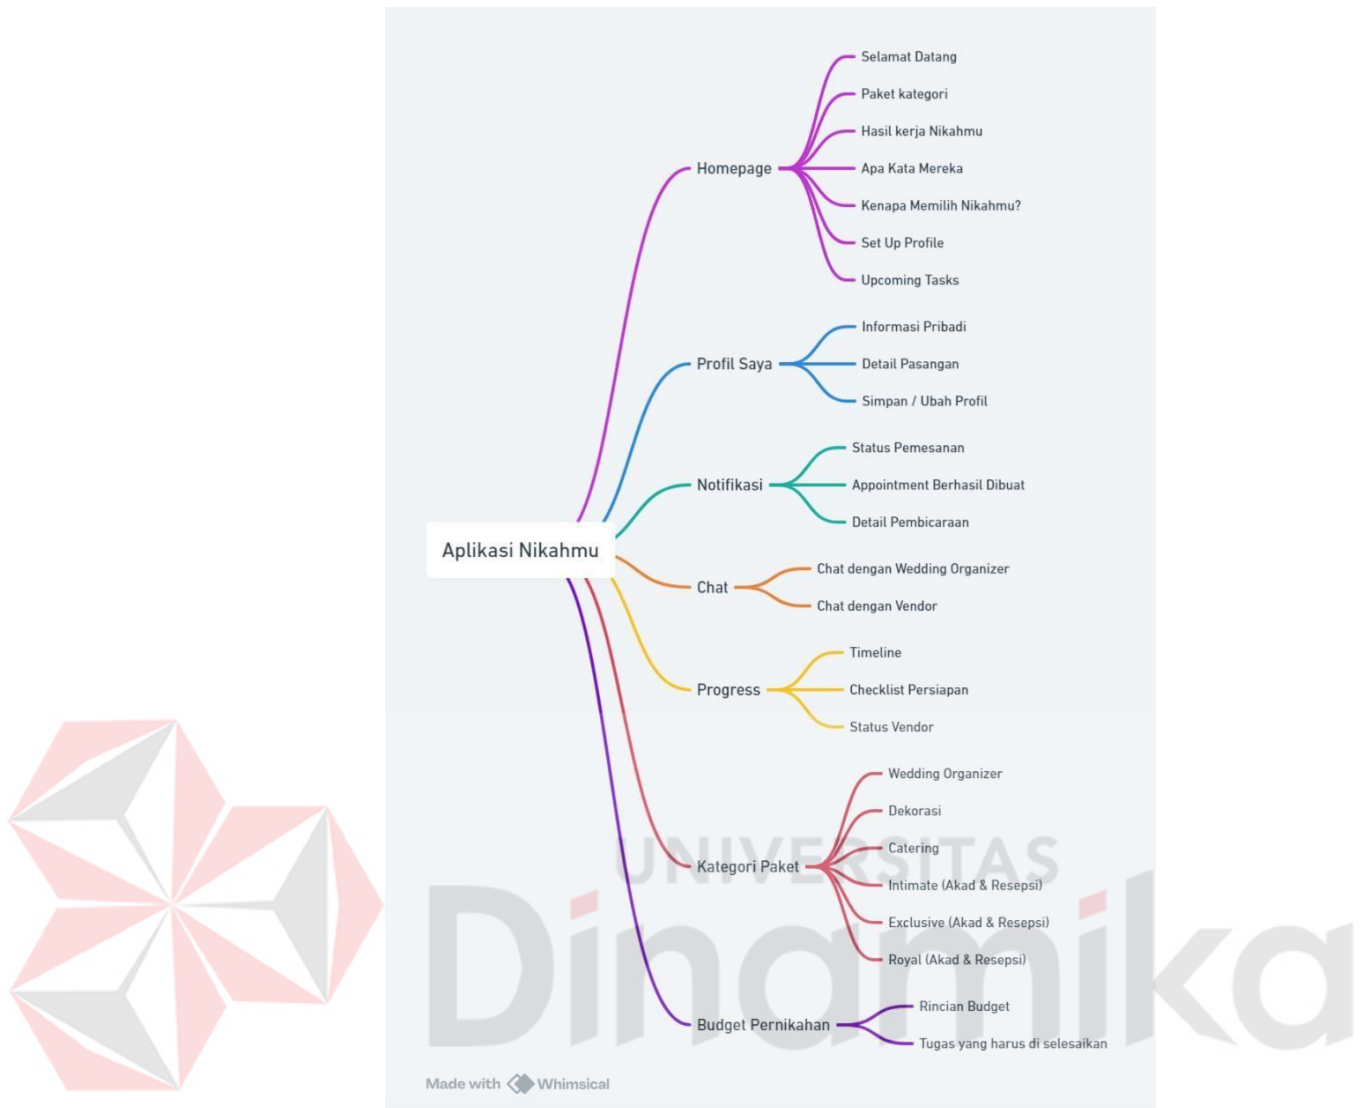 Aplikasi Nikahmu
Homepage
Selamat Datang
Paket kategori
Hasil kerja Nikahmu
Apa Kata Mereka
Kenapa Memilih Nikahmu?
Set Up Profile
Upcoming Tasks
Profil Saya
Informasi Pribadi
Detail Pasangan
Simpan / Ubah Profil
Notifikasi
Status Pemesanan
Appointment Berhasil Dibuat
Detail Pembicaraan
Chat
Chat dengan Wedding Organizer
Chat dengan Vendor
Progress
Timeline
Checklist Persiapan
Status Vendor
Kategori Paket
Wedding Organizer
Dekorasi
Catering
Intimate (Akad & Resepsi)
Exclusive (Akad & Resepsi)
Royal (Akad & Resepsi)
Budget Pernikahan
Rincian Budget
Tugas yang harus di selesaikan
UNIVERSITAS
Dinamika
Made with Whimsical